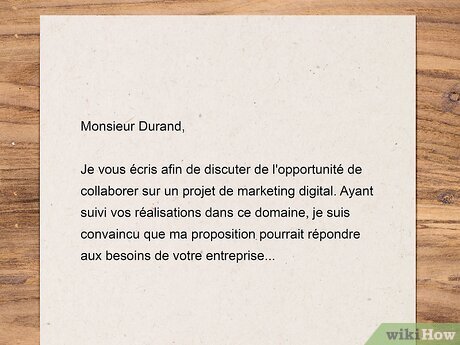 Monsieur Durand,
Je vous écris afin de discuter de l'opportunité de
collaborer sur un projet de marketing digital. Ayant
suivi vos réalisations dans ce domaine, je suis
convaincu que ma proposition pourrait répondre
aux besoins de votre entreprise...
wikiHow